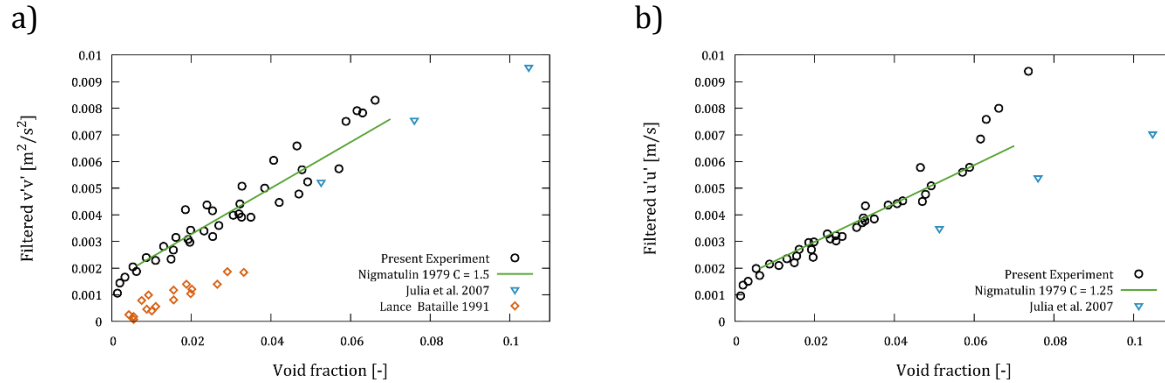 a)
0.01
0.009
0.008
0.007
0.006
0.005
0.004
0.003
0.002
0.001
0
Filtered v'v' [m²/s²]
Present Experiment
Nigmatulin 1979 C = 1.5
Julia et al. 2007
Lance Bataille 1991
0 0.02 0.04 0.06 0.08 0.1
Void fraction [-]
b)
0.01
0.009
0.008
0.007
0.006
0.005
0.004
0.003
0.002
0.001
0
Filtered u'u' [m/s]
Present Experiment
Nigmatulin 1979 C = 1.25
Julia et al. 2007
0 0.02 0.04 0.06 0.08 0.1
Void fraction [-]